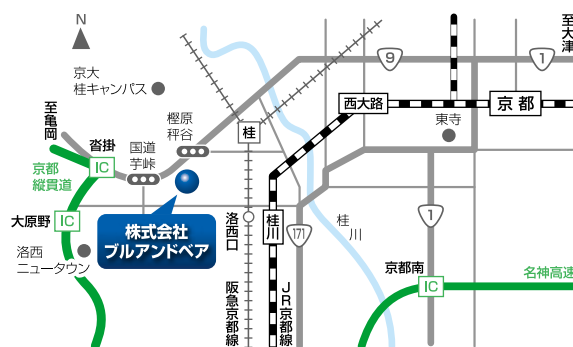 N
至大津
9
1
京大
桂キャンパス
西大路
京都
至亀岡
樫原
秤谷
桂
東寺
沓掛
国道
芋峠
IC
京都
縦貫道
大原野
IC
株式会社
ブルアンドベア
洛西口
桂川
171
桂川
1
洛西
ニュータウン
京都南
IC
名神高速
阪急京都線
JR京都線